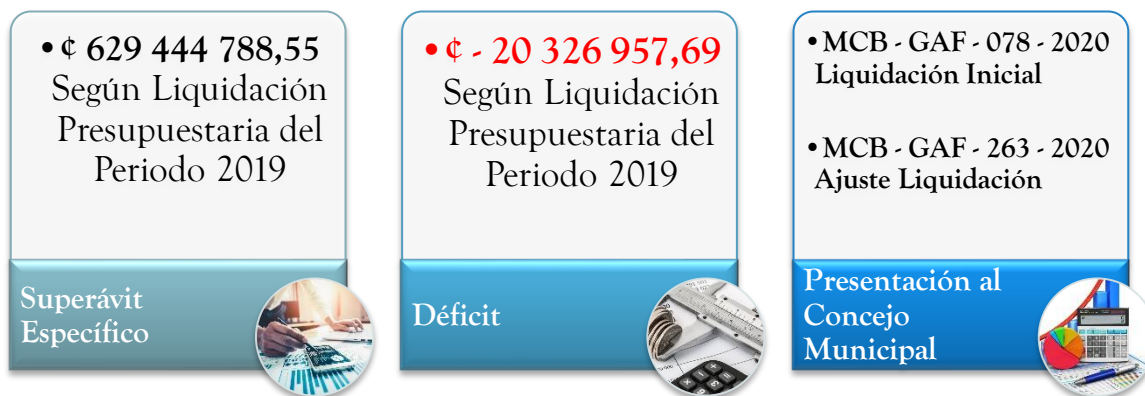 • ¢ 629 444 788,55
Según Liquidación
Presupuestaria del
Periodo 2019
Superávit
Específico
• ¢ - 20 326 957,69
Según Liquidación
Presupuestaria del
Periodo 2019
Déficit
• MCB - GAF - 078 - 2020
Liquidación Inicial
• MCB - GAF - 263 - 2020
Ajuste Liquidación
Presentación al
Concejo
Municipal